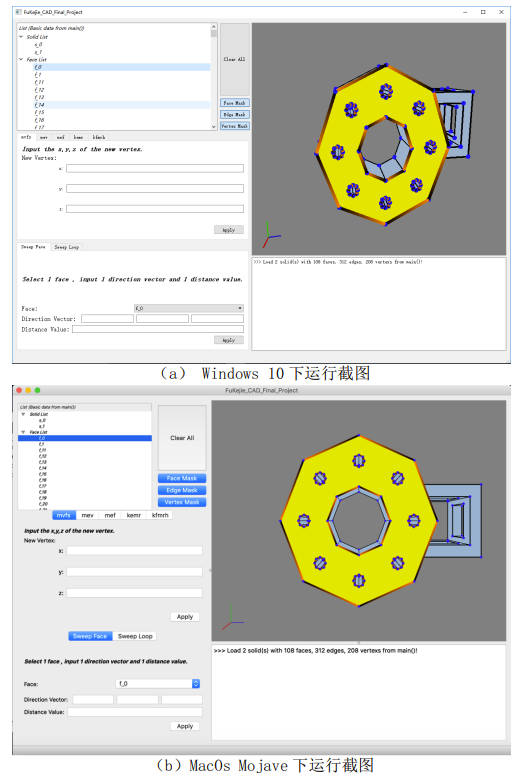 FuKejie_CAD_Final_Project
List (Basic data from main())
Solid List
s_0
s_1
Face List
f_0
f_1
f_11
f_12
f_13
f_14
f_15
f_16
f_17
Clear All
Face Mask
Edge Mask
Vertex Mask
mvfs mev mef kemr kfmrh
Input the x,y,z of the new vertex.
New Vertex:
x:
y:
z:
Apply
Sweep Face Sweep Loop
Select 1 face , input 1 direction vector and 1 distance value.
Face: f_0
Direction Vector:
Distance Value:
Apply
>>> Load 2 solid(s) with 108 faces, 312 edges, 208 vertexs from main()!
（a） Windows 10下运行截图
FuKejie_CAD_Final_Project
List (Basic data from main())
Solid List
s_0
s_1
Face List
f_0
f_1
f_11
f_12
f_13
f_14
f_15
f_16
f_17
f_18
f_19
f_20
Clear All
Face Mask
Edge Mask
Vertex Mask
mvfs mev mef kemr kfmrh
Input the x,y,z of the new vertex.
New Vertex:
x:
y:
z:
Apply
Sweep Face Sweep Loop
Select 1 face , input 1 direction vector and 1 distance value.
Face: f_0
Direction Vector:
Distance Value:
Apply
>>> Load 2 solid(s) with 108 faces, 312 edges, 208 vertexs from main()!
（b）MacOs Mojave下运行截图